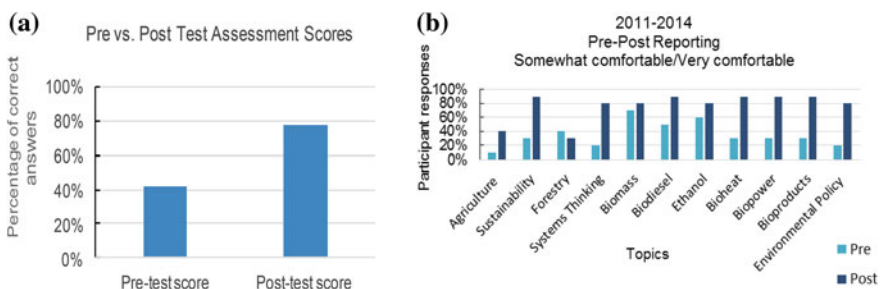 (a)
Pre vs. Post Test Assessment Scores
Percentage of correct
answers
100%
80%
60%
40%
20%
0%
Pre-test score
Post-test score
(b)
2011-2014
Pre-Post Reporting
Somewhat comfortable/Very comfortable
Participant responses
100%
80%
60%
40%
20%
0%
Agriculture
Sustainability
Forestry
Systems Thinking
Biomass
Biodiesel
Ethanol
Bioheat
Biopower
Bioproducts
Environmental Policy
Topics
Pre
Post